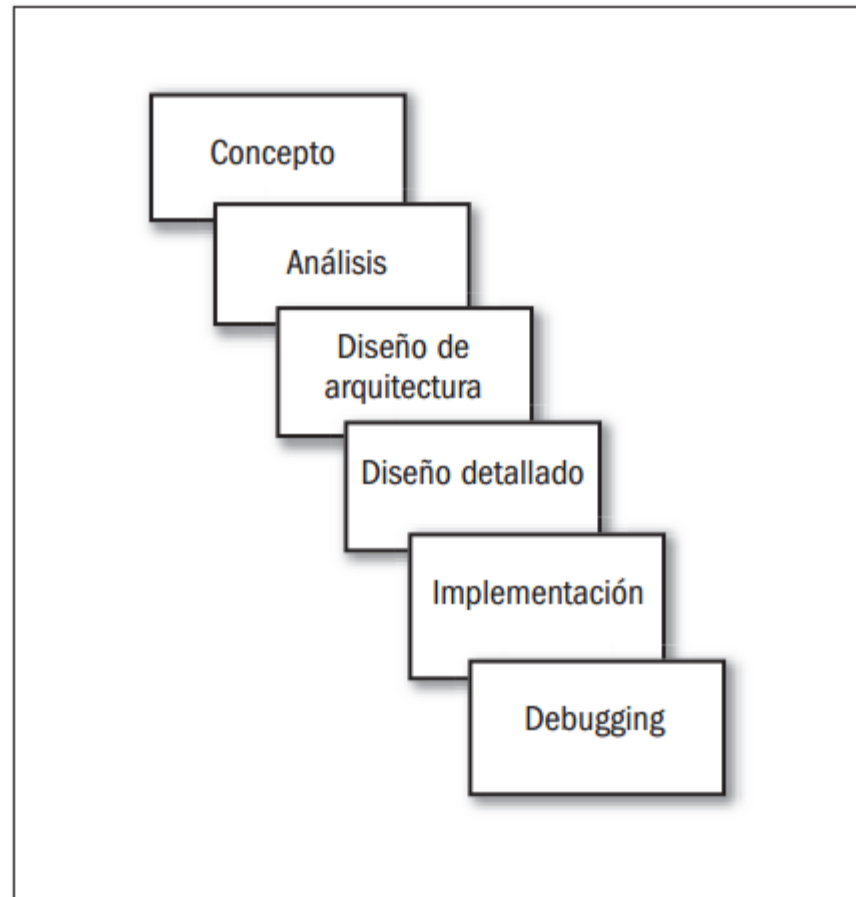 Concepto
Análisis
Diseño de
arquitectura
Diseño detallado
Implementación
Debugging